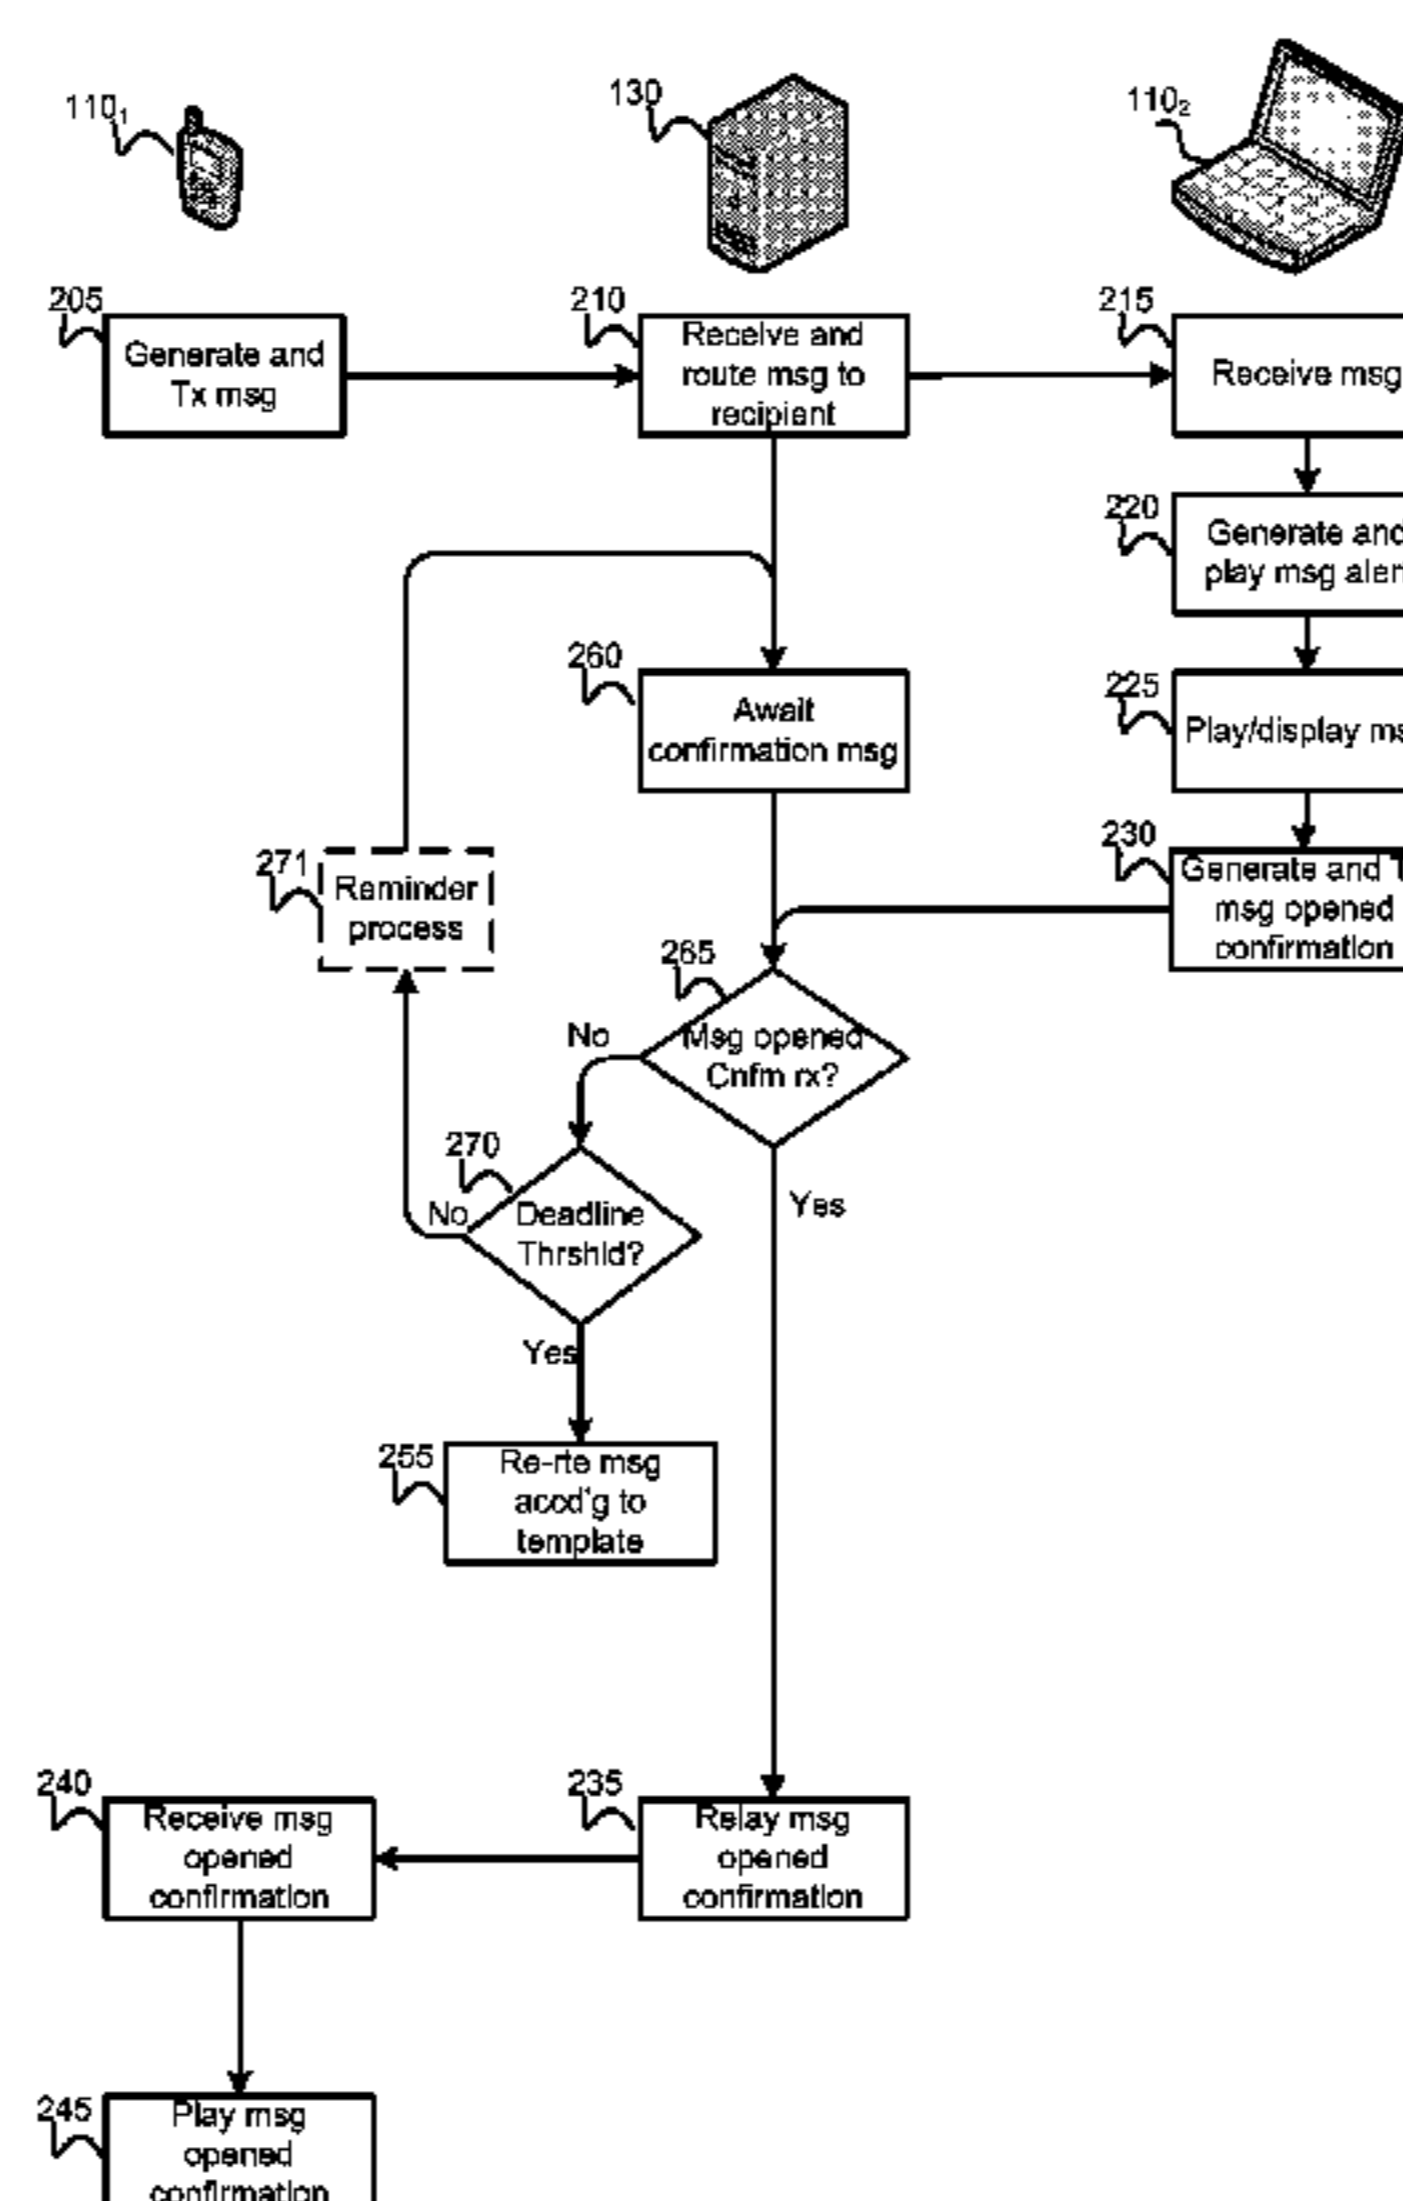 110₁
130
110₂
205
Generate and
Tx msg
210
Receive and
route msg to
recipient
215
Receive msg
220
Generate and
play msg aler
225
Play/display ms
260
Await
confirmation msg
230
Generate and T
msg opened
confirmation
271
Reminder
process
265
Msg opened
Cnfm rx?
No
Yes
270
Deadline
Thrshld?
No
Yes
255
Re-rte msg
accd'g to
template
240
Receive msg
opened
confirmation
235
Relay msg
opened
confirmation
245
Play msg
opened
confirmation